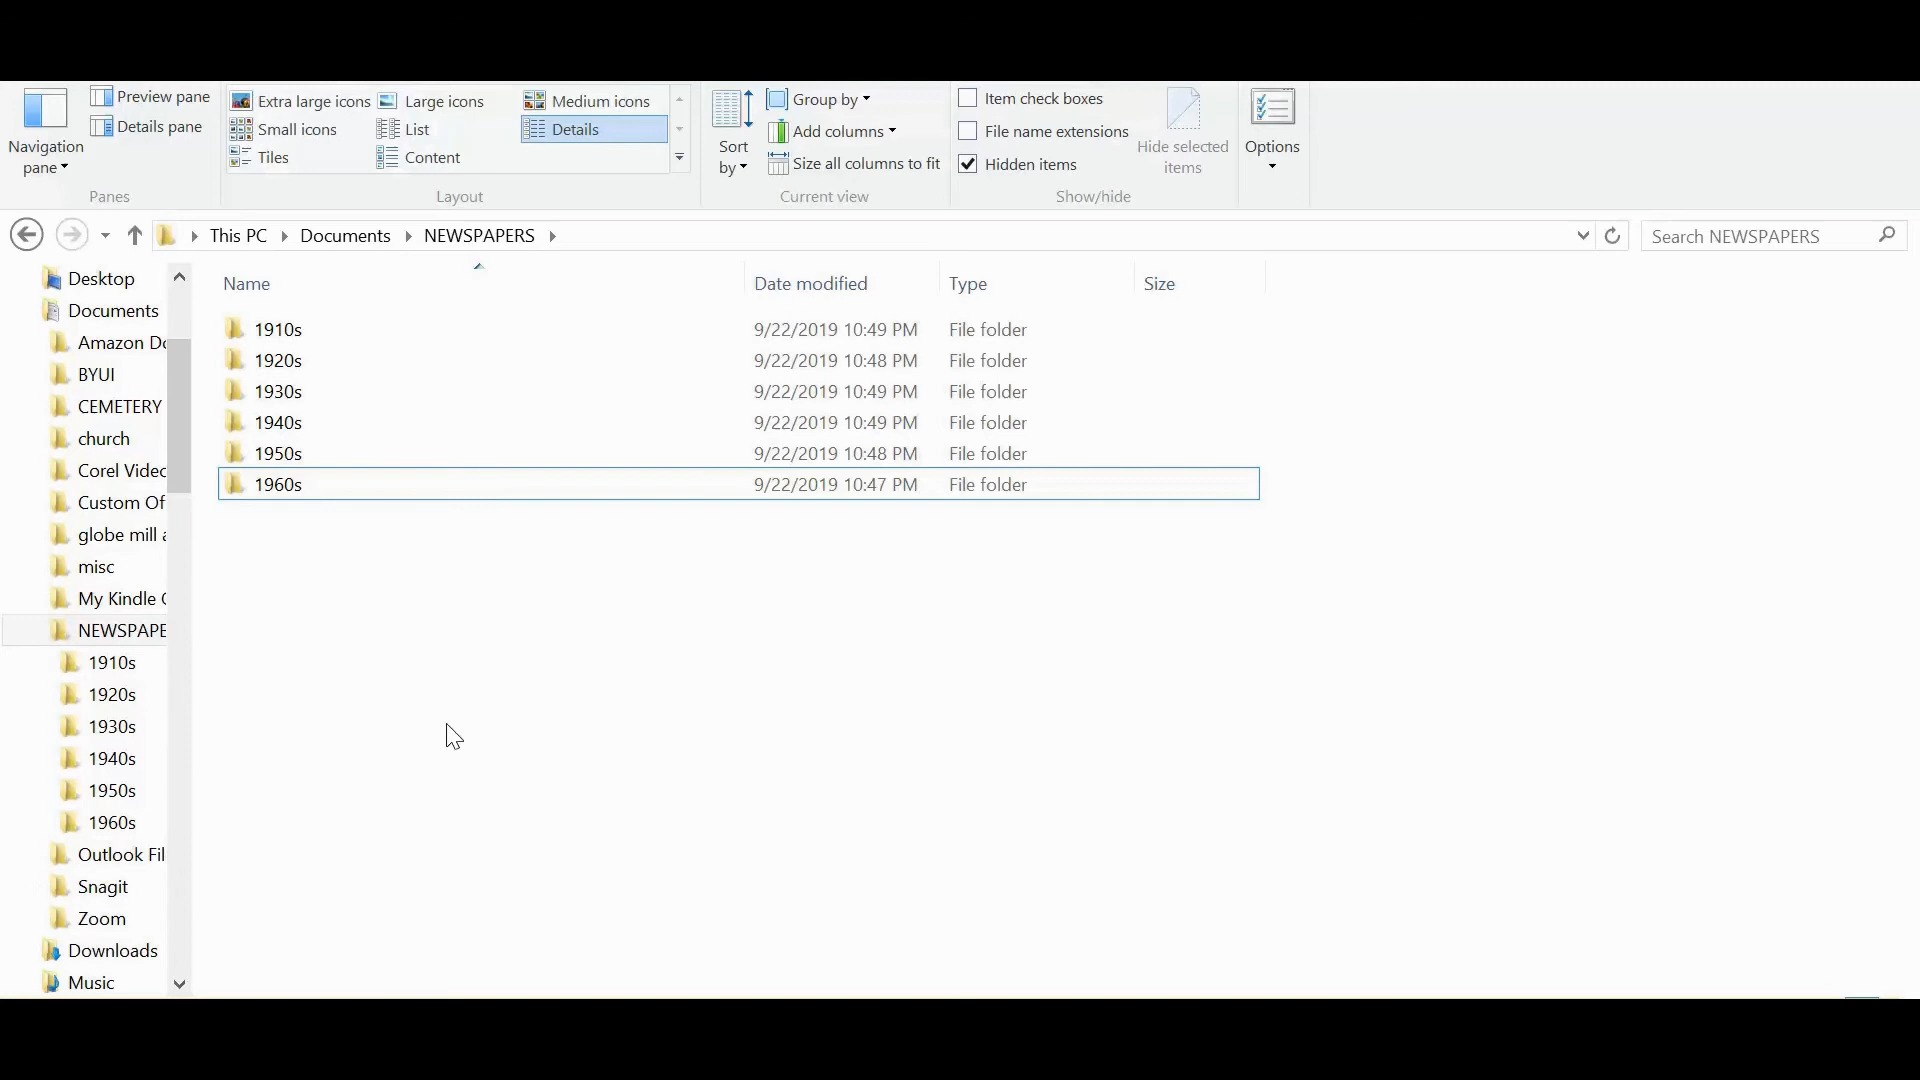 Navigation pane
Preview pane
Details pane
Panes
Extra large icons
Large icons
Medium icons
Small icons
List
Details
Tiles
Content
Layout
Sort by
Group by
Add columns
Size all columns to fit
Current view
Item check boxes
File name extensions
Hidden items
Hide selected items
Show/hide
Options
This PC
Documents
NEWSPAPERS
Search NEWSPAPERS
Desktop
Documents
Amazon Do
BYUI
CEMETERY
church
Corel Videc
Custom Of
globe mill a
misc
My Kindle C
NEWSPAPE
1910s
1920s
1930s
1940s
1950s
1960s
Outlook Fil
Snagit
Zoom
Downloads
Music
Name Date modified Type Size
1910s 9/22/2019 10:49 PM File folder
1920s 9/22/2019 10:48 PM File folder
1930s 9/22/2019 10:49 PM File folder
1940s 9/22/2019 10:49 PM File folder
1950s 9/22/2019 10:48 PM File folder
1960s 9/22/2019 10:47 PM File folder